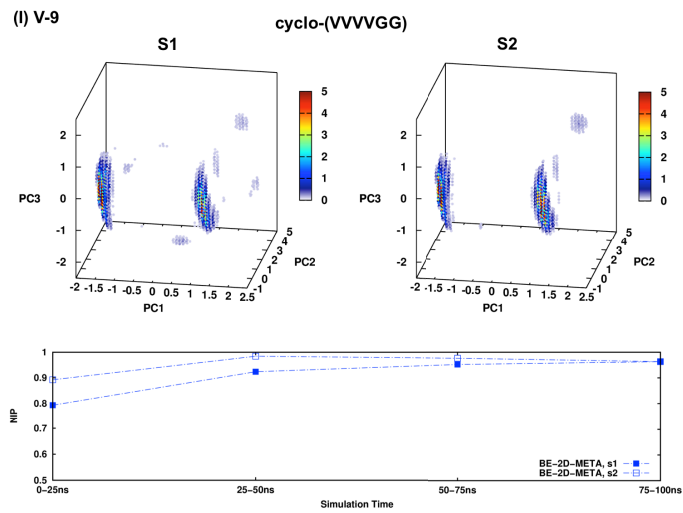 (I) V-9
cyclo-(VVVVGG)
S1
S2
5
4
3
2
1
0
5
4
3
2
1
0
2
1
0
-1
-2
PC3
-2 -1.5 -1 -0.5 0 0.5 1 1.5 2 2.5
PC1
-1 0 1 2 3 4 5
PC2
2
1
0
-1
-2
PC3
-2 -1.5 -1 -0.5 0 0.5 1 1.5 2 2.5
PC1
-1 0 1 2 3 4 5
PC2
1
0.9
0.8
0.7
0.6
0.5
NIP
BE-2D-META, s1
BE-2D-META, s2
0-25ns 25-50ns 50-75ns 75-100ns
Simulation Time